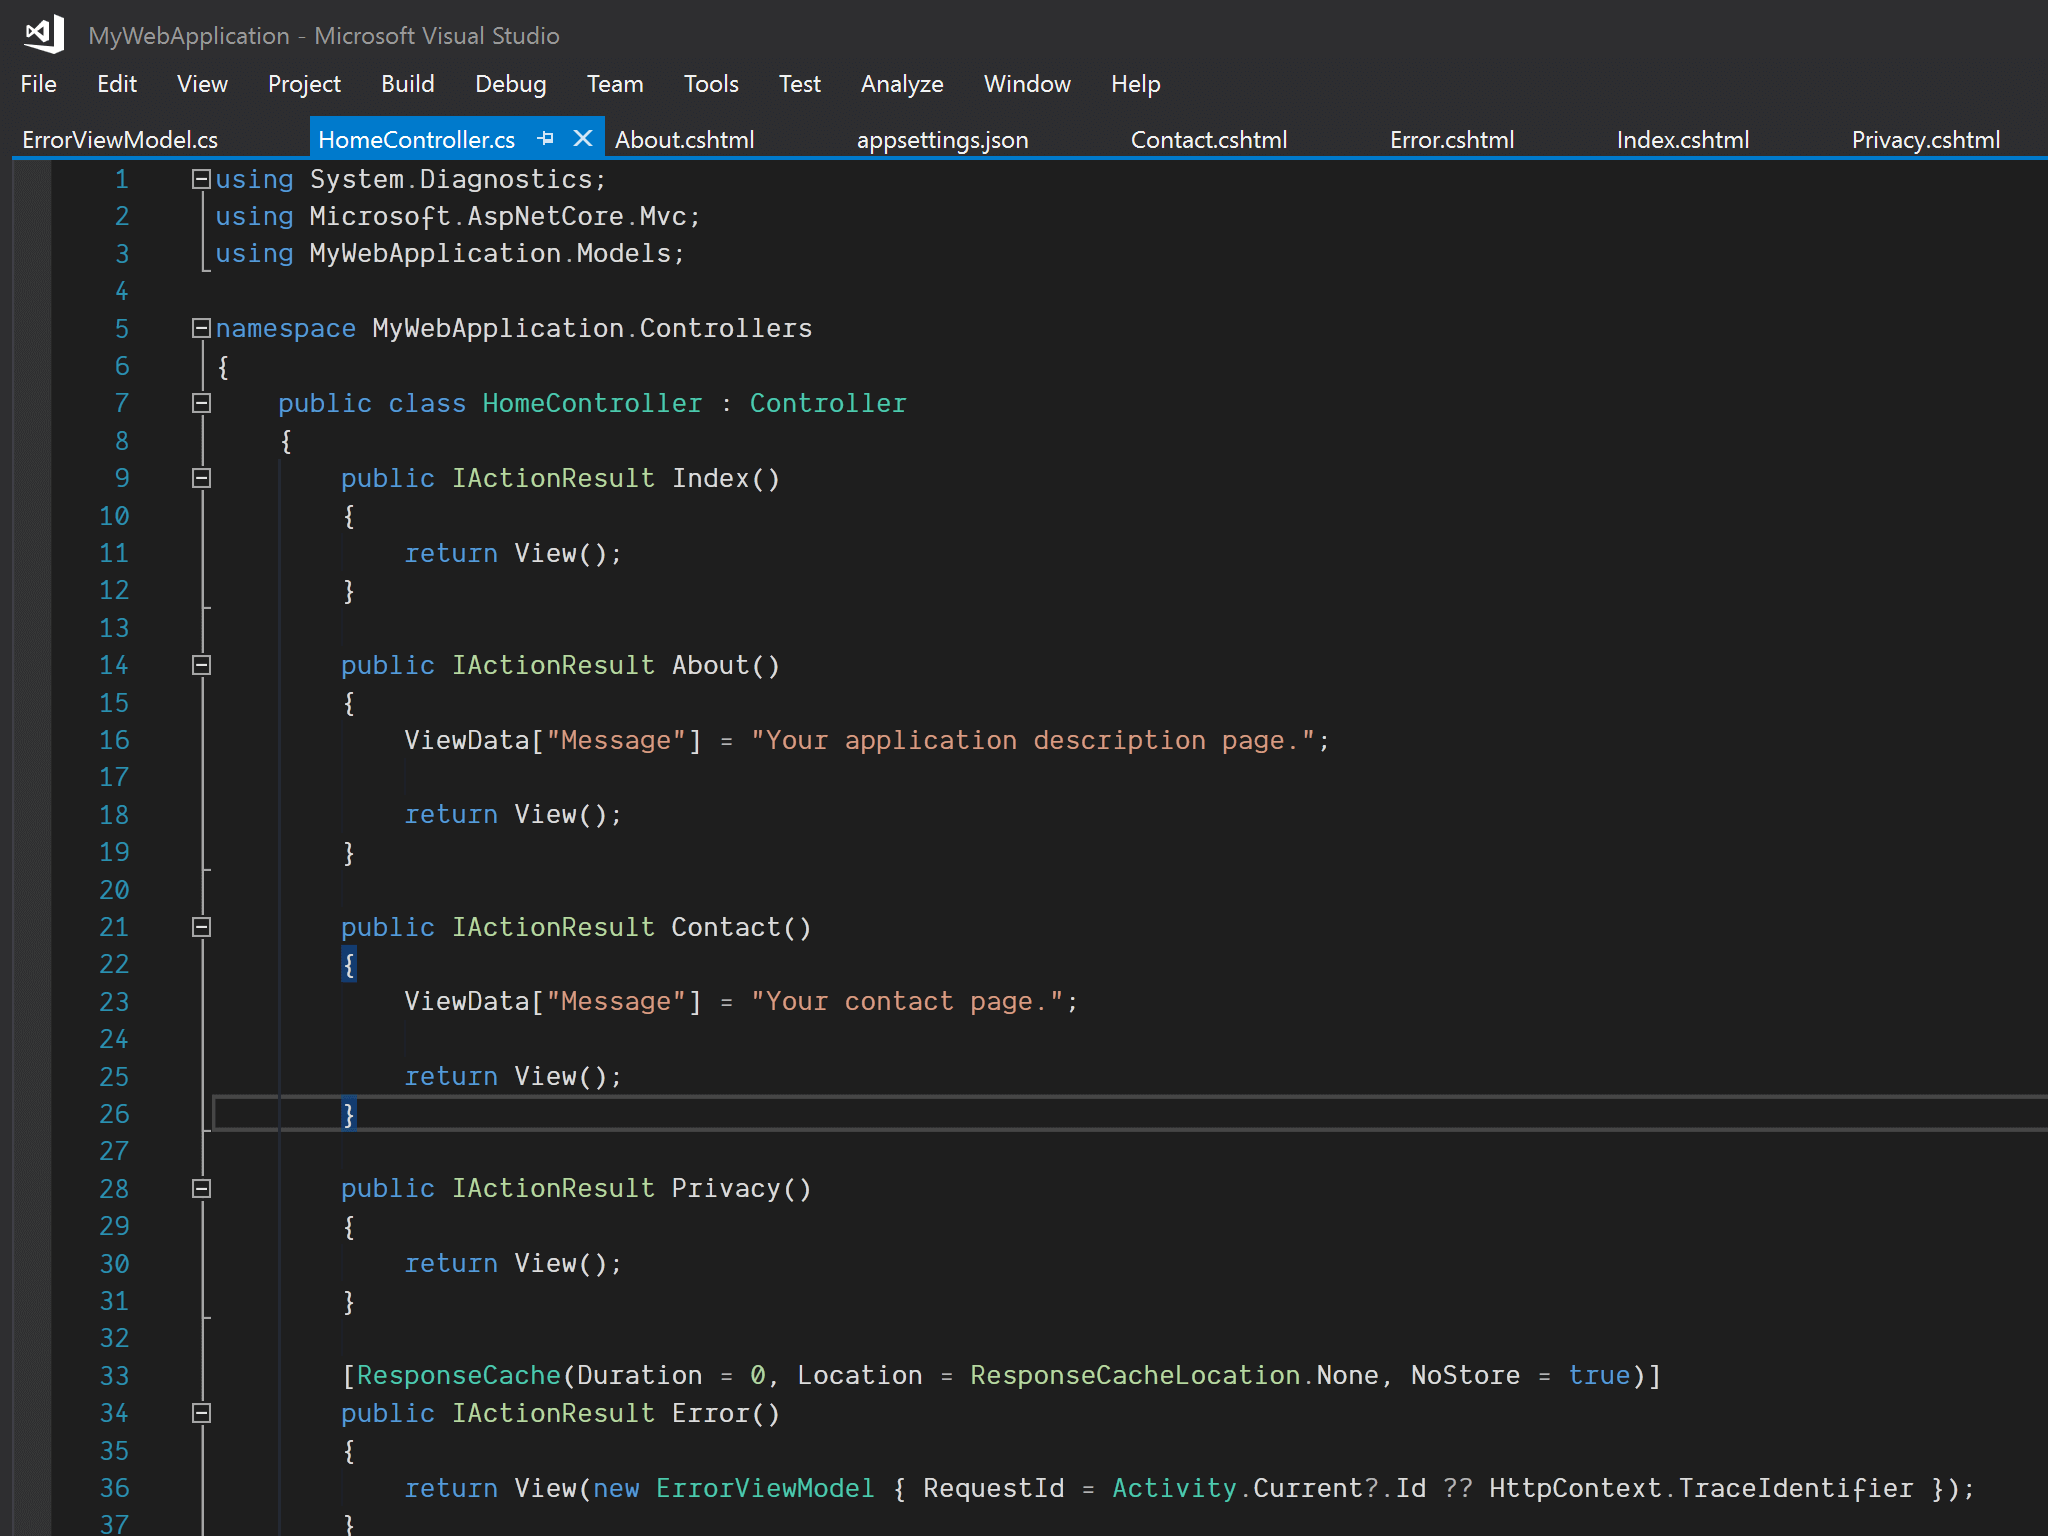 MyWebApplication - Microsoft Visual Studio
File Edit View Project Build Debug Team Tools Test Analyze Window Help
ErrorViewModel.cs HomeController.cs About.cshtml appsettings.json Contact.cshtml Error.cshtml Index.cshtml Privacy.cshtml
1 using System.Diagnostics;
2 using Microsoft.AspNetCore.Mvc;
3 using MyWebApplication.Models;
4
5 namespace MyWebApplication.Controllers
6 {
7     public class HomeController : Controller
8     {
9         public IActionResult Index()
10         {
11             return View();
12         }
13
14         public IActionResult About()
15         {
16             ViewData["Message"] = "Your application description page.";
17
18             return View();
19         }
20
21         public IActionResult Contact()
22         {
23             ViewData["Message"] = "Your contact page.";
24
25             return View();
26         }
27
28         public IActionResult Privacy()
29         {
30             return View();
31         }
32
33         [ResponseCache(Duration = 0, Location = ResponseCacheLocation.None, NoStore = true)]
34         public IActionResult Error()
35         {
36             return View(new ErrorViewModel { RequestId = Activity.Current?.Id ?? HttpContext.TraceIdentifier });
37         }